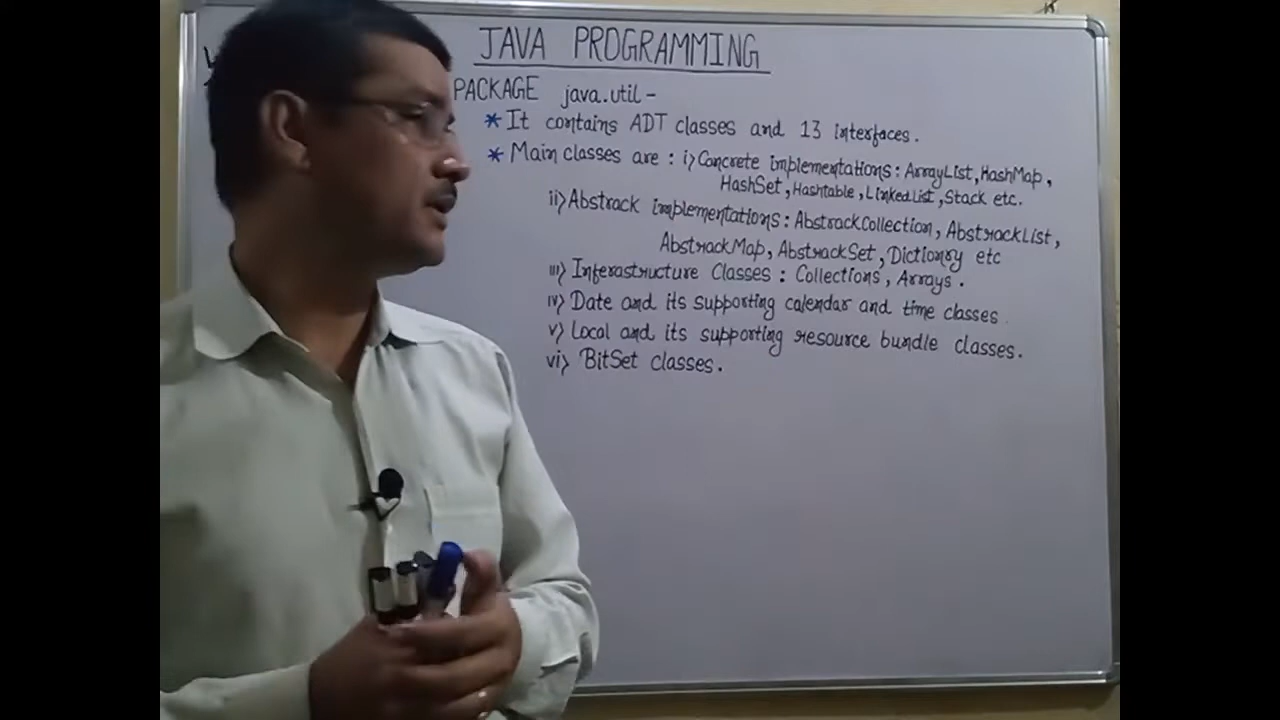 JAVA PROGRAMMING
PACKAGE java.util -
* It contains ADT classes and 13 interfaces.
* Main classes are : i) Concrete implementations : ArrayList, HashMap,
HashSet, Hashtable, LinkedList, Stack etc.
ii) Abstrack implementations : AbstrackCollection, AbstrackList,
AbstrackMap, AbstrackSet, Dictionry etc
iii) Inferastructure Classes : Collections, Arrays.
iv) Date and its supporting calendar and time classes
v) Local and its supporting resource bundle classes.
vi) BitSet classes.